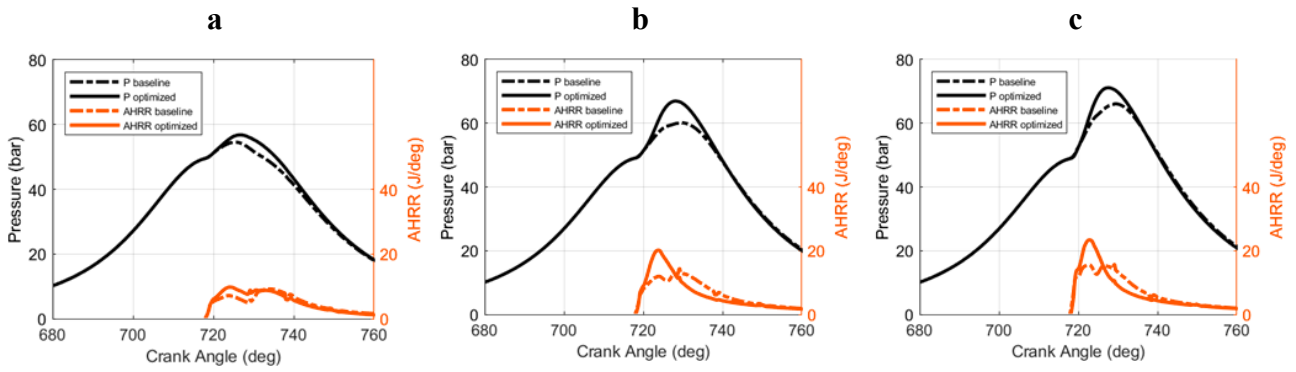 a
80
60
40
20
0
Pressure (bar)
P baseline
P optimized
AHRR baseline
AHRR optimized
40
20
0
AHRR (J/deg)
680
700
720
740
760
Crank Angle (deg)
b
80
60
40
20
0
Pressure (bar)
P baseline
P optimized
AHRR baseline
AHRR optimized
40
20
0
AHRR (J/deg)
680
700
720
740
760
Crank Angle (deg)
c
80
60
40
20
0
Pressure (bar)
P baseline
P optimized
AHRR baseline
AHRR optimized
40
20
0
AHRR (J/deg)
680
700
720
740
760
Crank Angle (deg)